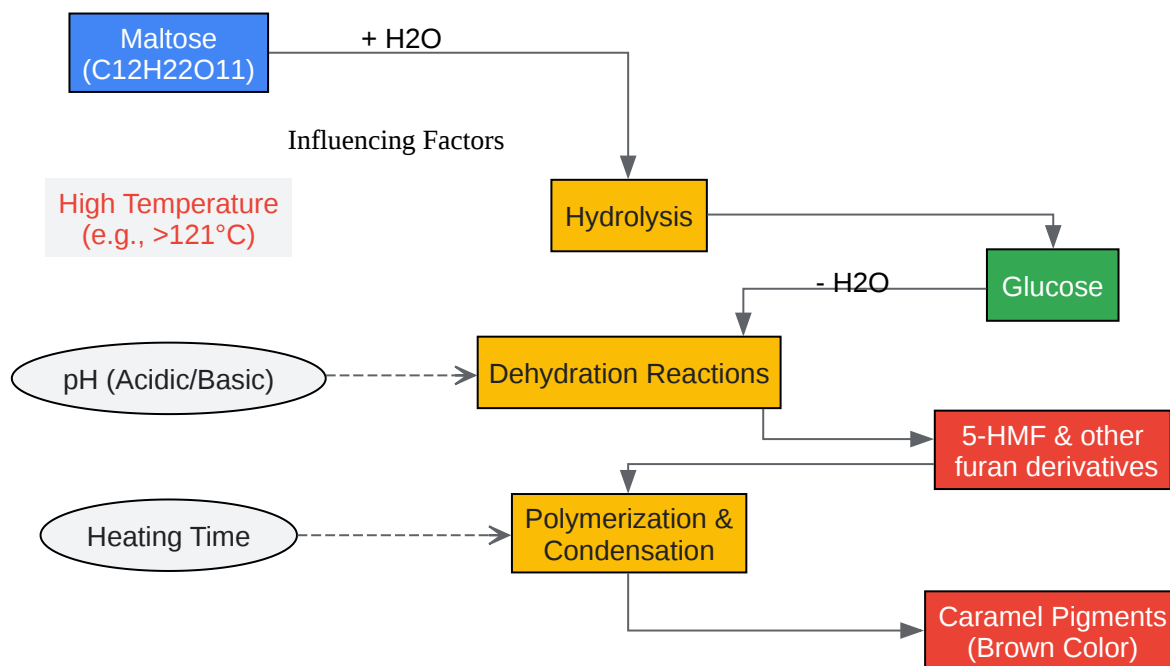 Maltose
(C12H22O11)
+ H2O
Influencing Factors
High Temperature
(e.g., >121°C)
Hydrolysis
Glucose
- H2O
pH (Acidic/Basic)
Dehydration Reactions
5-HMF & other
furan derivatives
Heating Time
Polymerization &
Condensation
Caramel Pigments
(Brown Color)